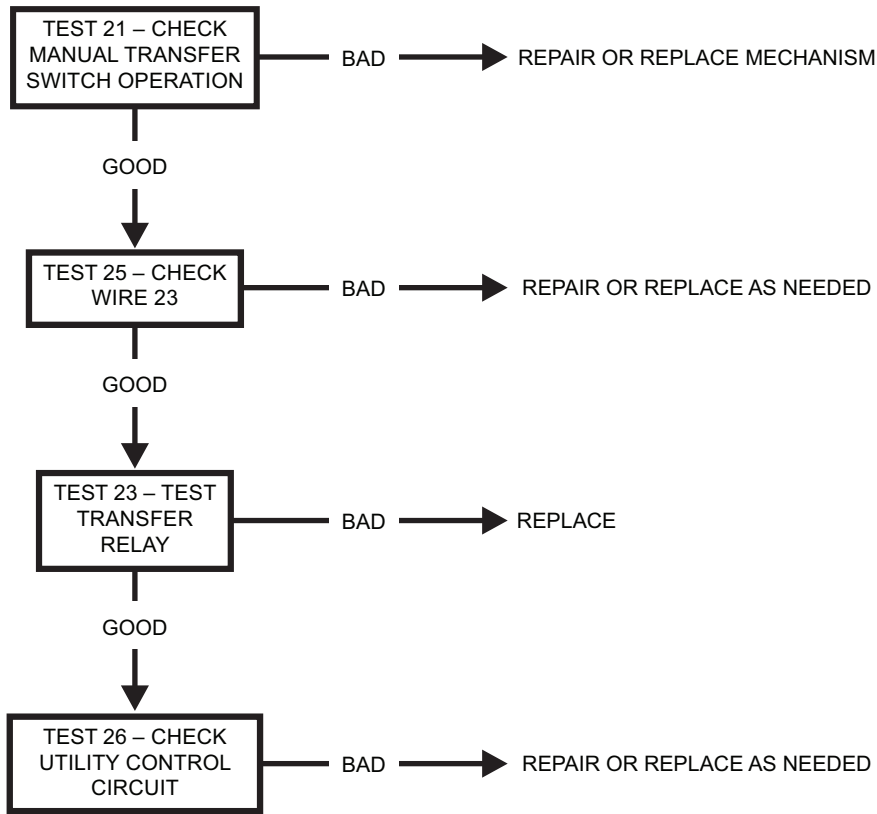 TEST 21 – CHECK
MANUAL TRANSFER
SWITCH OPERATION
BAD
REPAIR OR REPLACE MECHANISM
GOOD
TEST 25 – CHECK
WIRE 23
BAD
REPAIR OR REPLACE AS NEEDED
GOOD
TEST 23 – TEST
TRANSFER
RELAY
BAD
REPLACE
GOOD
TEST 26 – CHECK
UTILITY CONTROL
CIRCUIT
BAD
REPAIR OR REPLACE AS NEEDED